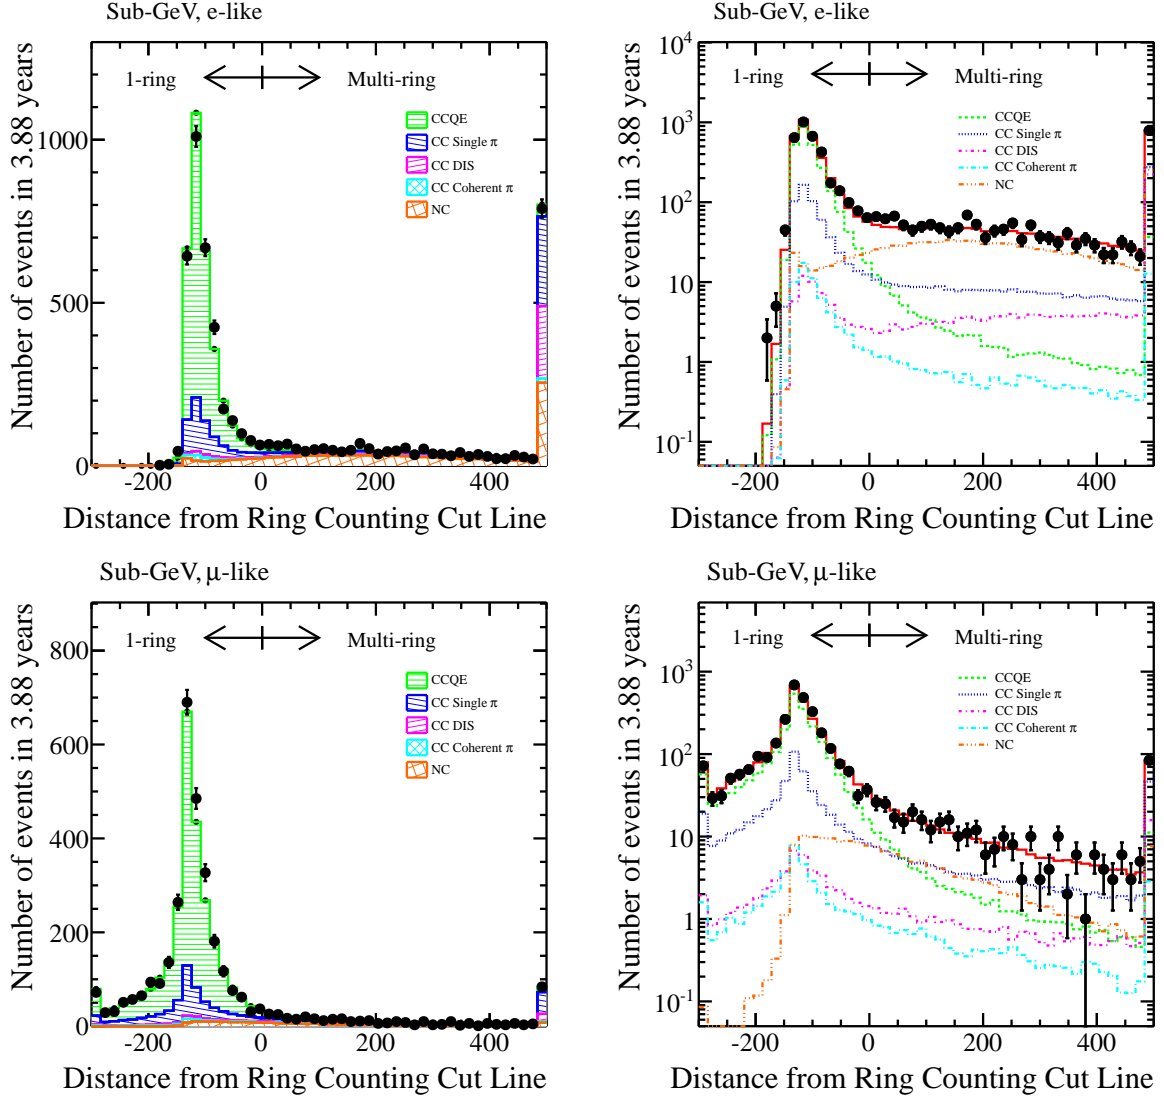 Sub-GeV, e-like
Number of events in 3.88 years
1-ring
Multi-ring
CCQE
CC Single π
CC DIS
CC Coherent π
NC
1000
500
0
-200
0
200
400
Distance from Ring Counting Cut Line
Sub-GeV, e-like
Number of events in 3.88 years
1-ring
Multi-ring
CCQE
CC Single π
CC DIS
CC Coherent π
NC
10^4
10^3
10^2
10
1
10^-1
-200
0
200
400
Distance from Ring Counting Cut Line
Sub-GeV, μ-like
Number of events in 3.88 years
1-ring
Multi-ring
CCQE
CC Single π
CC DIS
CC Coherent π
NC
800
600
400
200
0
-200
0
200
400
Distance from Ring Counting Cut Line
Sub-GeV, μ-like
Number of events in 3.88 years
1-ring
Multi-ring
CCQE
CC Single π
CC DIS
CC Coherent π
NC
10^3
10^2
10
1
10^-1
-200
0
200
400
Distance from Ring Counting Cut Line